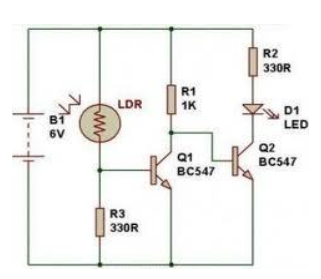 B1
6V
LDR
R3
330R
R1
1K
Q1
BC547
R2
330R
D1
LED
Q2
BC547